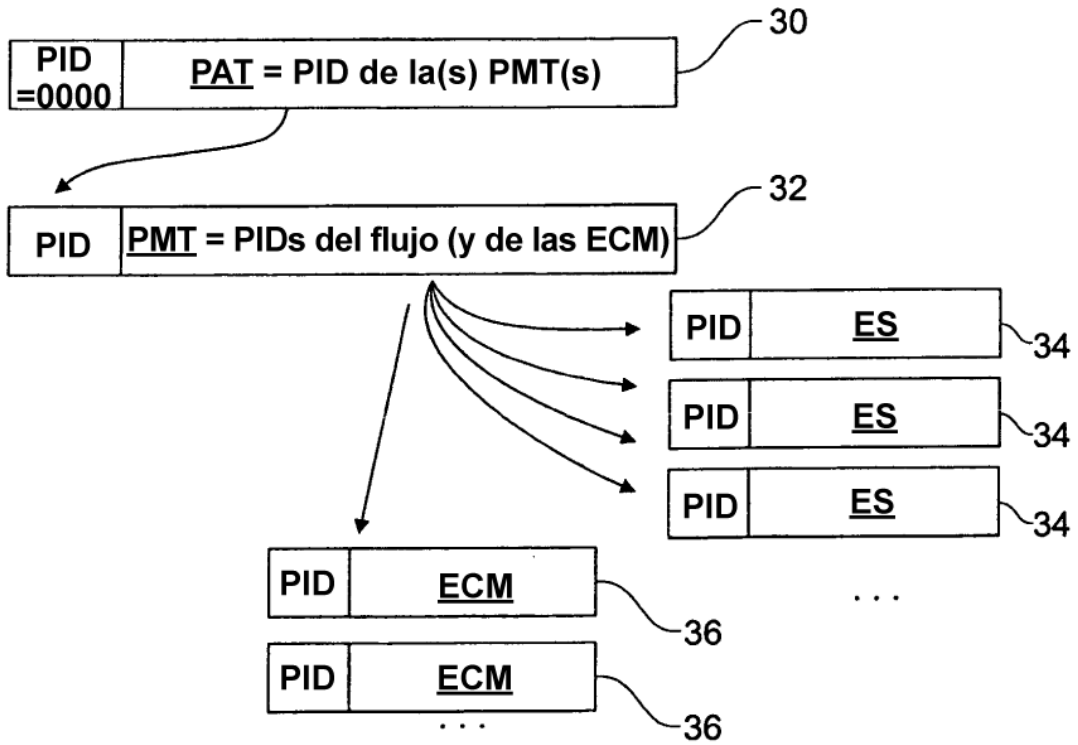 30
PID =0000
PAT = PID de la(s) PMT(s)
32
PID
PMT = PIDs del flujo (y de las ECM)
PID ES
34
PID ES
34
PID ES
34
. . .
PID ECM
36
PID ECM
36
. . .